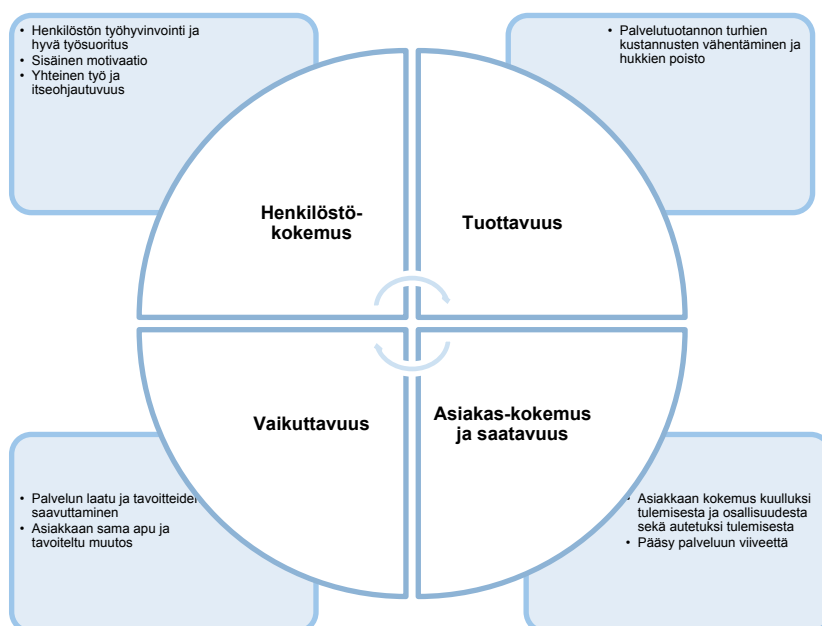 • Henkilöstön työhyvinvointi ja
hyvä työsuoritus
• Sisäinen motivaatio
• Yhteinen työ ja
itseohjautuvuus
• Palvelutuotannon turhien
kustannusten vähentäminen ja
hukkien poisto
Henkilöstö-
kokemus
Tuottavuus
Vaikuttavuus
Asiakas-kokemus
ja saatavuus
• Palvelun laatu ja tavoitteiden
saavuttaminen
• Asiakkaan sama apu ja
tavoiteltu muutos
• Asiakkaan kokemus kuulluksi
tulemisesta ja osallisuudesta
sekä autetuksi tulemisesta
• Pääsy palveluun viiveettä